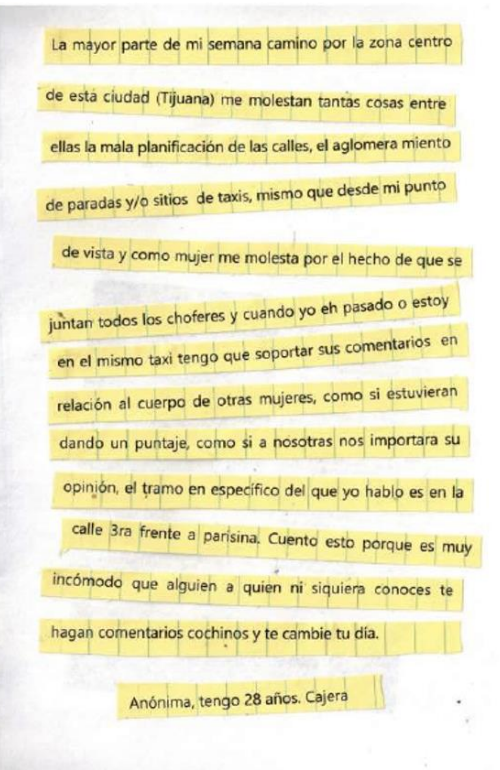 La mayor parte de mi semana camino por la zona centro
de esta ciudad (Tijuana) me molestan tantas cosas entre
ellas la mala planificación de las calles, el aglomera miento
de paradas y/o sitios de taxis, mismo que desde mi punto
de vista y como mujer me molesta por el hecho de que se
juntan todos los choferes y cuando yo eh pasado o estoy
en el mismo taxi tengo que soportar sus comentarios en
relación al cuerpo de otras mujeres, como si estuvieran
dando un puntaje, como si a nosotras nos importara su
opinión, el tramo en específico del que yo hablo es en la
calle 3ra frente a parisina. Cuento esto porque es muy
incómodo que alguien a quien ni siquiera conoces te
hagan comentarios cochinos y te cambie tu día.
Anónima, tengo 28 años. Cajera